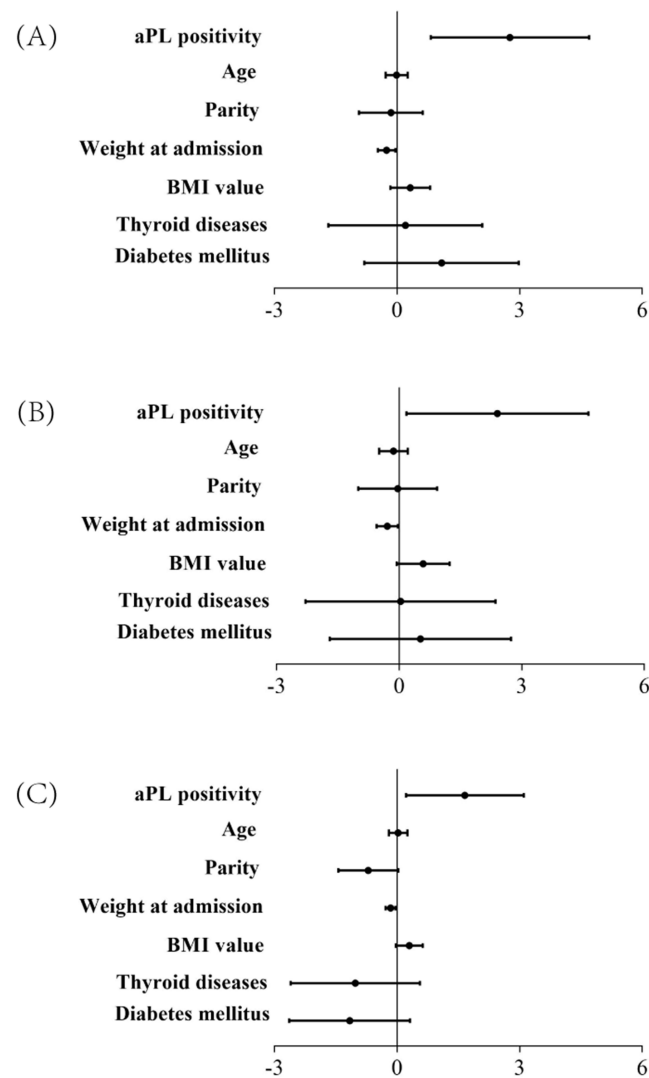 (A)
aPL positivity
Age
Parity
Weight at admission
BMI value
Thyroid diseases
Diabetes mellitus
-3 0 3 6
(B)
aPL positivity
Age
Parity
Weight at admission
BMI value
Thyroid diseases
Diabetes mellitus
-3 0 3 6
(C)
aPL positivity
Age
Parity
Weight at admission
BMI value
Thyroid diseases
Diabetes mellitus
-3 0 3 6